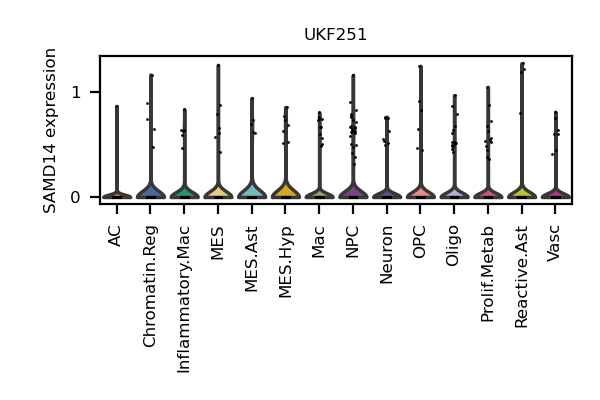 UKF251
SAMD14 expression
1
0
AC
Chromatin.Reg
Inflammatory.Mac
MES
MES.Ast
MES.Hyp
Mac
NPC
Neuron
OPC
Oligo
Prolif.Metab
Reactive.Ast
Vasc